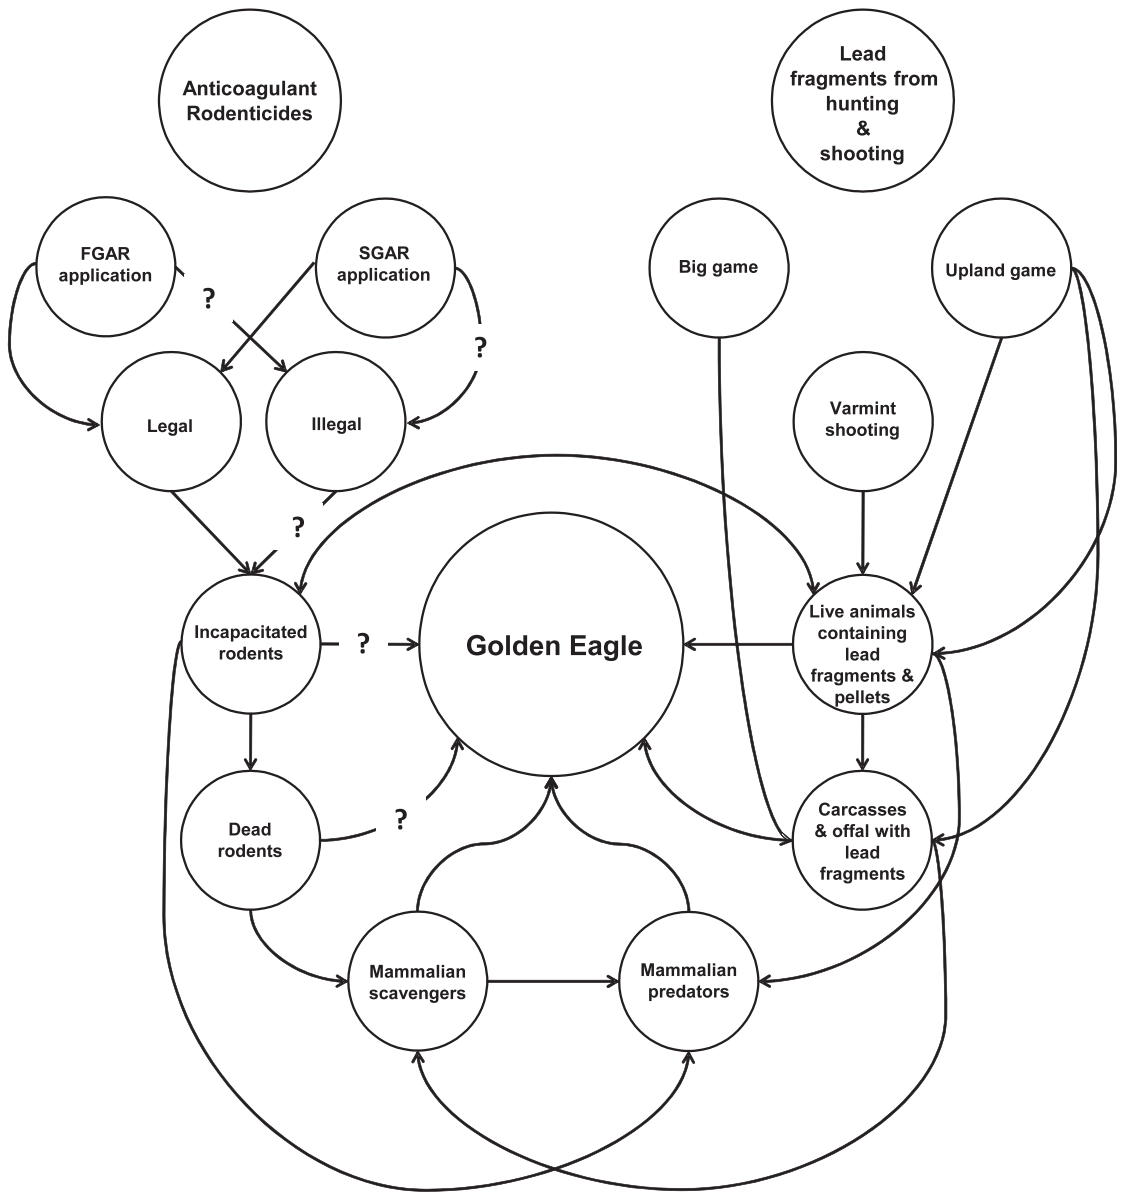 Anticoagulant
Rodenticides
Lead
fragments from
hunting
&
shooting
FGAR
application
SGAR
application
Big game
Upland game
?
?
Legal
Illegal
Varmint
shooting
?
Incapacitated
rodents
?
Golden Eagle
Live animals
containing
lead
fragments &
pellets
Dead
rodents
?
Carcasses
& offal with
lead
fragments
Mammalian
scavengers
Mammalian
predators